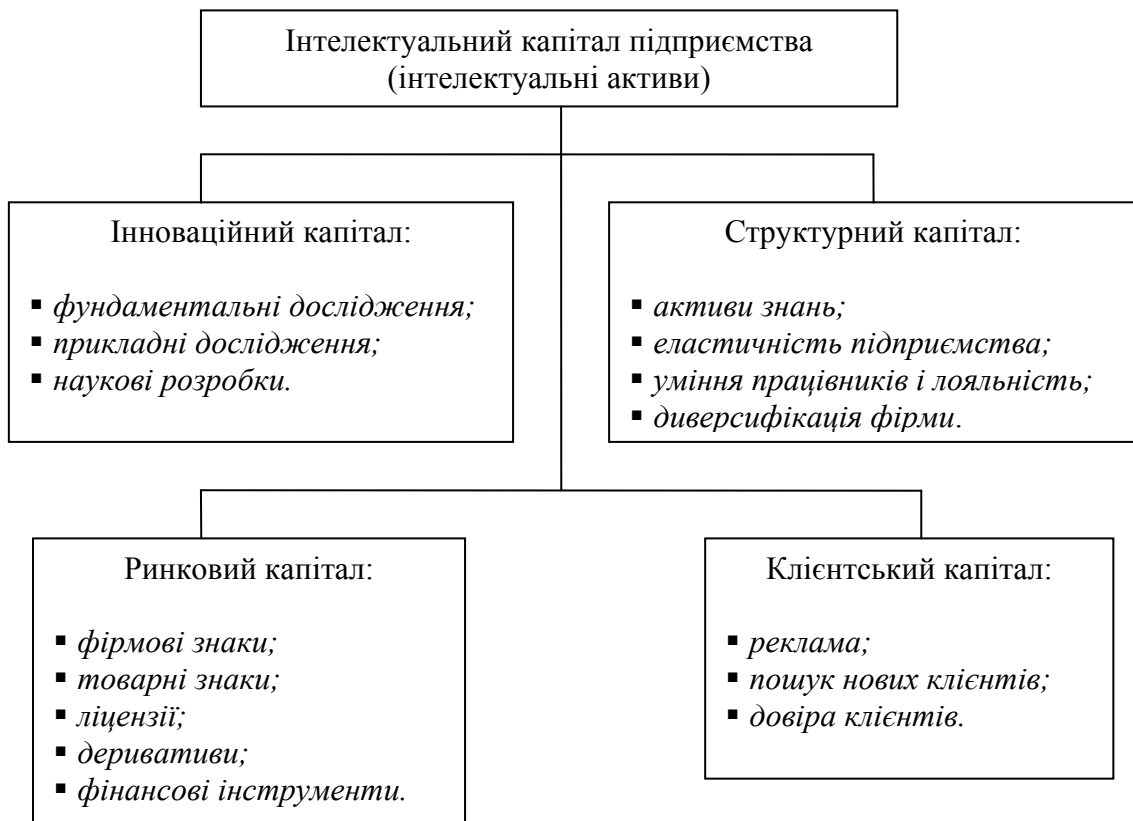 Інтелектуальний капітал підприємства
(інтелектуальні активи)
Інноваційний капітал:
▪ фундаментальні дослідження;
▪ прикладні дослідження;
▪ наукові розробки.
Структурний капітал:
▪ активи знань;
▪ еластичність підприємства;
▪ уміння працівників і лояльність;
▪ диверсифікація фірми.
Ринковий капітал:
▪ фірмові знаки;
▪ товарні знаки;
▪ ліцензії;
▪ деривативи;
▪ фінансові інструменти.
Клієнтський капітал:
▪ реклама;
▪ пошук нових клієнтів;
▪ довіра клієнтів.